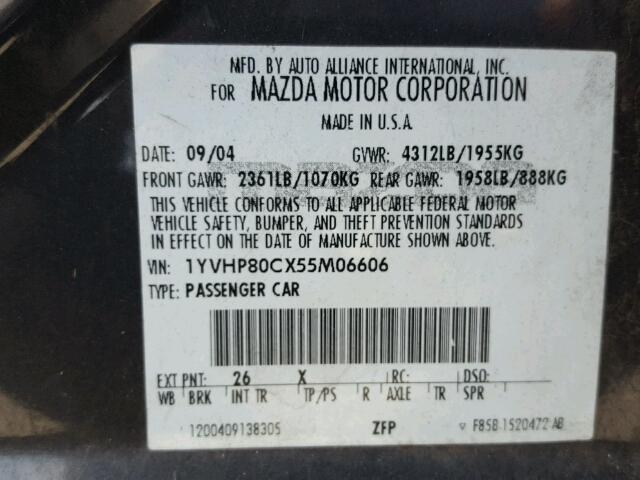 MFD. BY AUTO ALLIANCE INTERNATIONAL, INC.
FOR MAZDA MOTOR CORPORATION
MADE IN U.S.A.
DATE: 09/04 GVWR: 4312LB/1955KG
FRONT GAWR: 2361LB/1070KG REAR GAWR: 1958LB/888KG
THIS VEHICLE CONFORMS TO ALL APPLICABLE FEDERAL MOTOR
VEHICLE SAFETY, BUMPER, AND THEFT PREVENTION STANDARDS
IN EFFECT ON THE DATE OF MANUFACTURE SHOWN ABOVE.
VIN: 1YVHP80CX55M06606
TYPE: PASSENGER CAR
EXT PNT: 26 X RC: DSO:
WB BRK INT TR TP/PS R AXLE TR SPR
1200409138305 ZFP F85B 1520472 AB